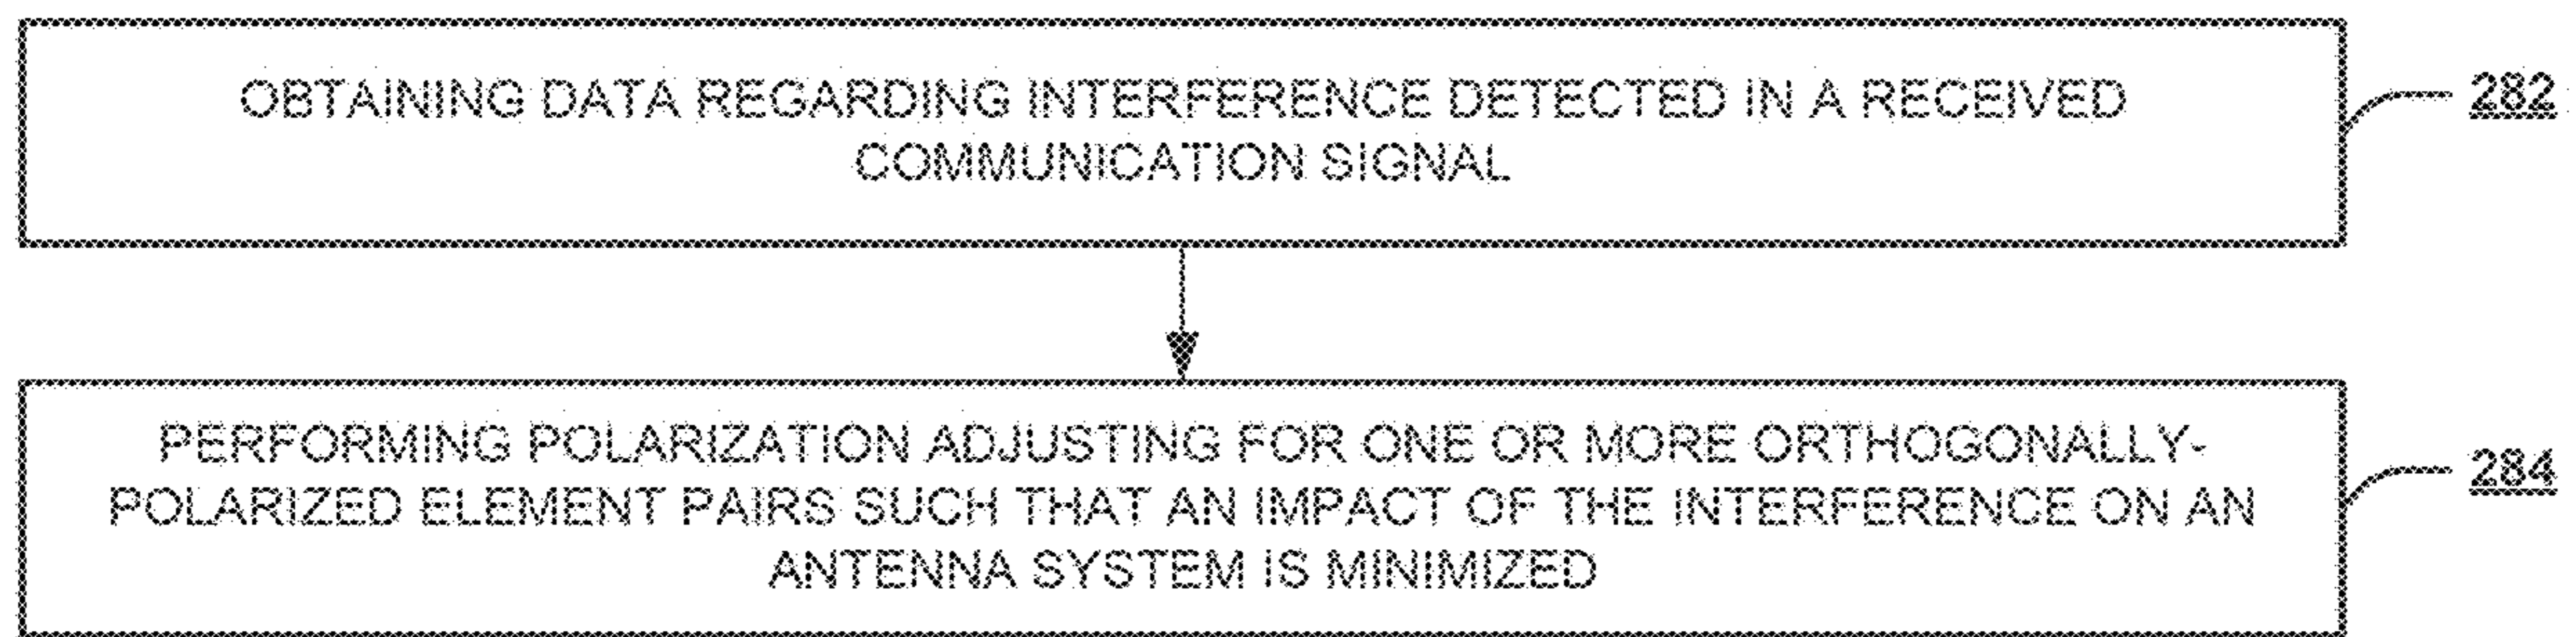 OBTAINING DATA REGARDING INTERFERENCE DETECTED IN A RECEIVED
COMMUNICATION SIGNAL
282
PERFORMING POLARIZATION ADJUSTING FOR ONE OR MORE ORTHOGONALLY-
POLARIZED ELEMENT PAIRS SUCH THAT AN IMPACT OF THE INTERFERENCE ON AN
ANTENNA SYSTEM IS MINIMIZED
284